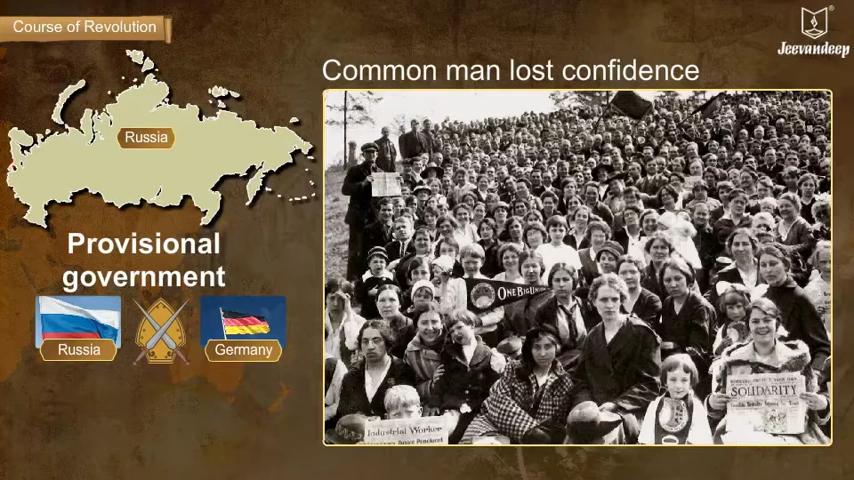 Course of Revolution
Jeevandeep
Common man lost confidence
Russia
Provisional
government
Russia
Germany
ONE BIG UNION
SOLIDARITY
Industrial Worker